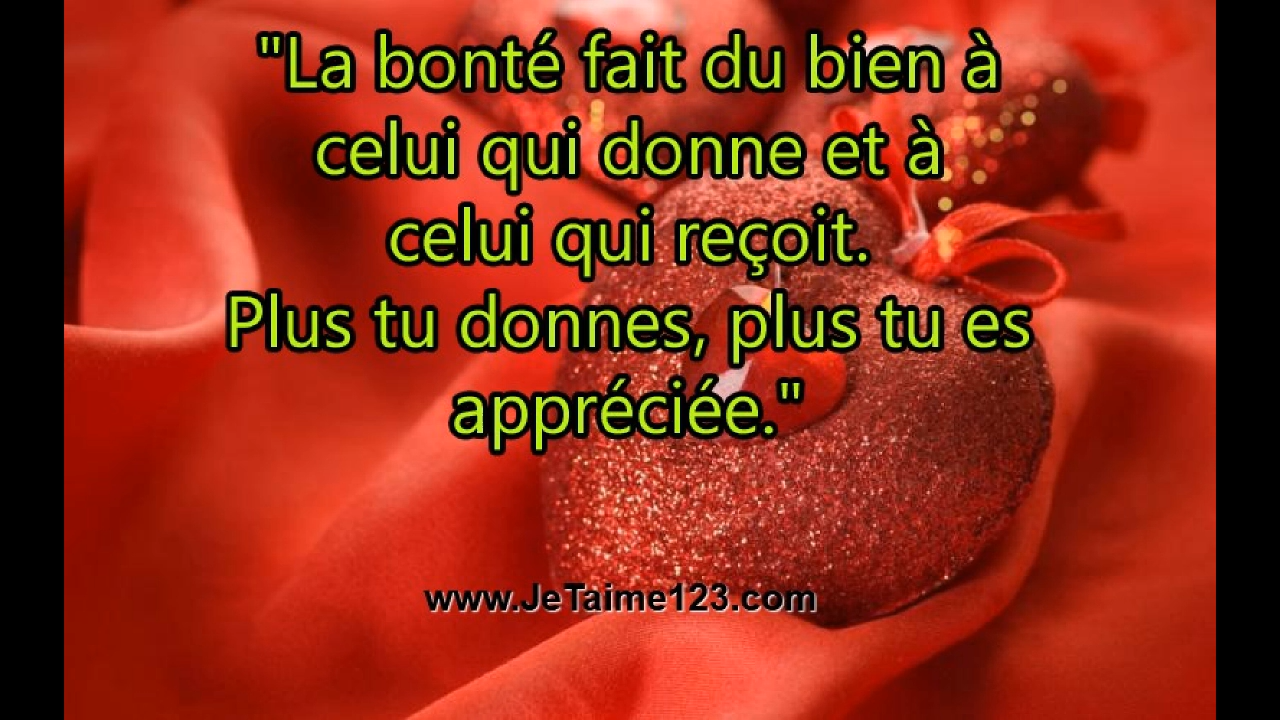 "La bonté fait du bien à
celui qui donne et à
celui qui reçoit.
Plus tu donnes, plus tu es
appréciée."
www.JeTaime123.com